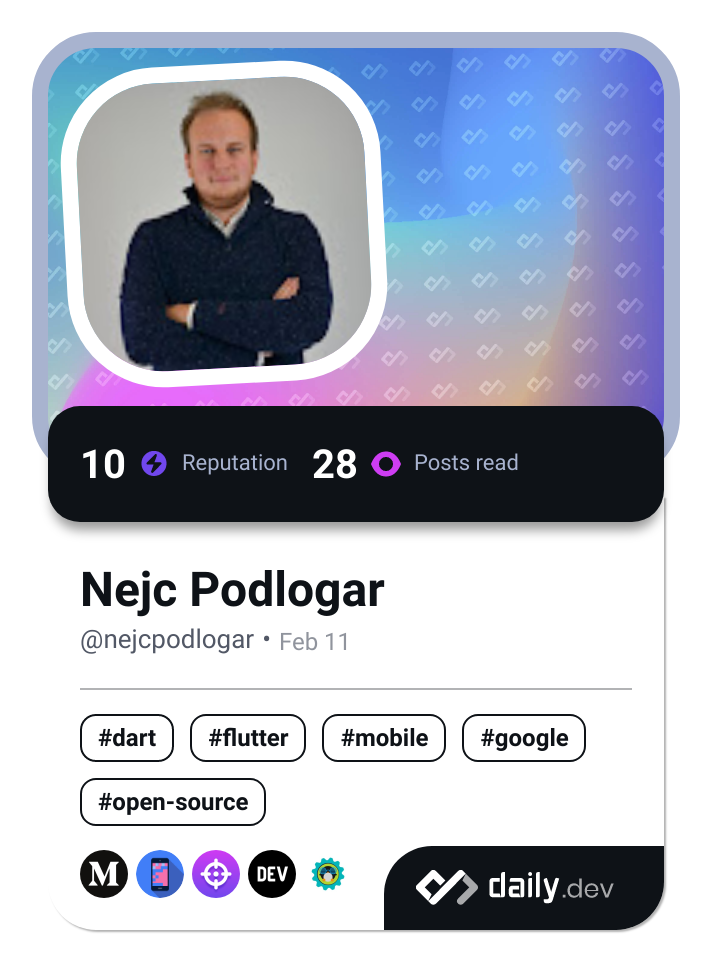 10 Reputation 28 Posts read
Nejc Podlogar
@nejcpodlogar • Feb 11
#dart #flutter #mobile #google
#open-source
M DEV daily.dev